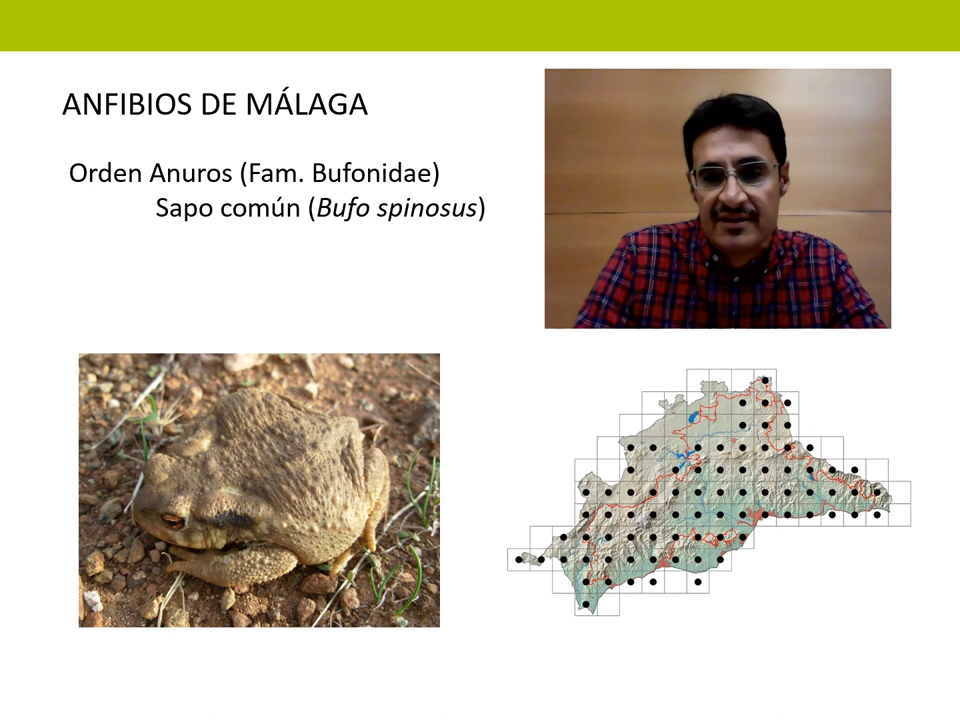 ANFIBIOS DE MÁLAGA
Orden Anuros (Fam. Bufonidae)
Sapo común (Bufo spinosus)